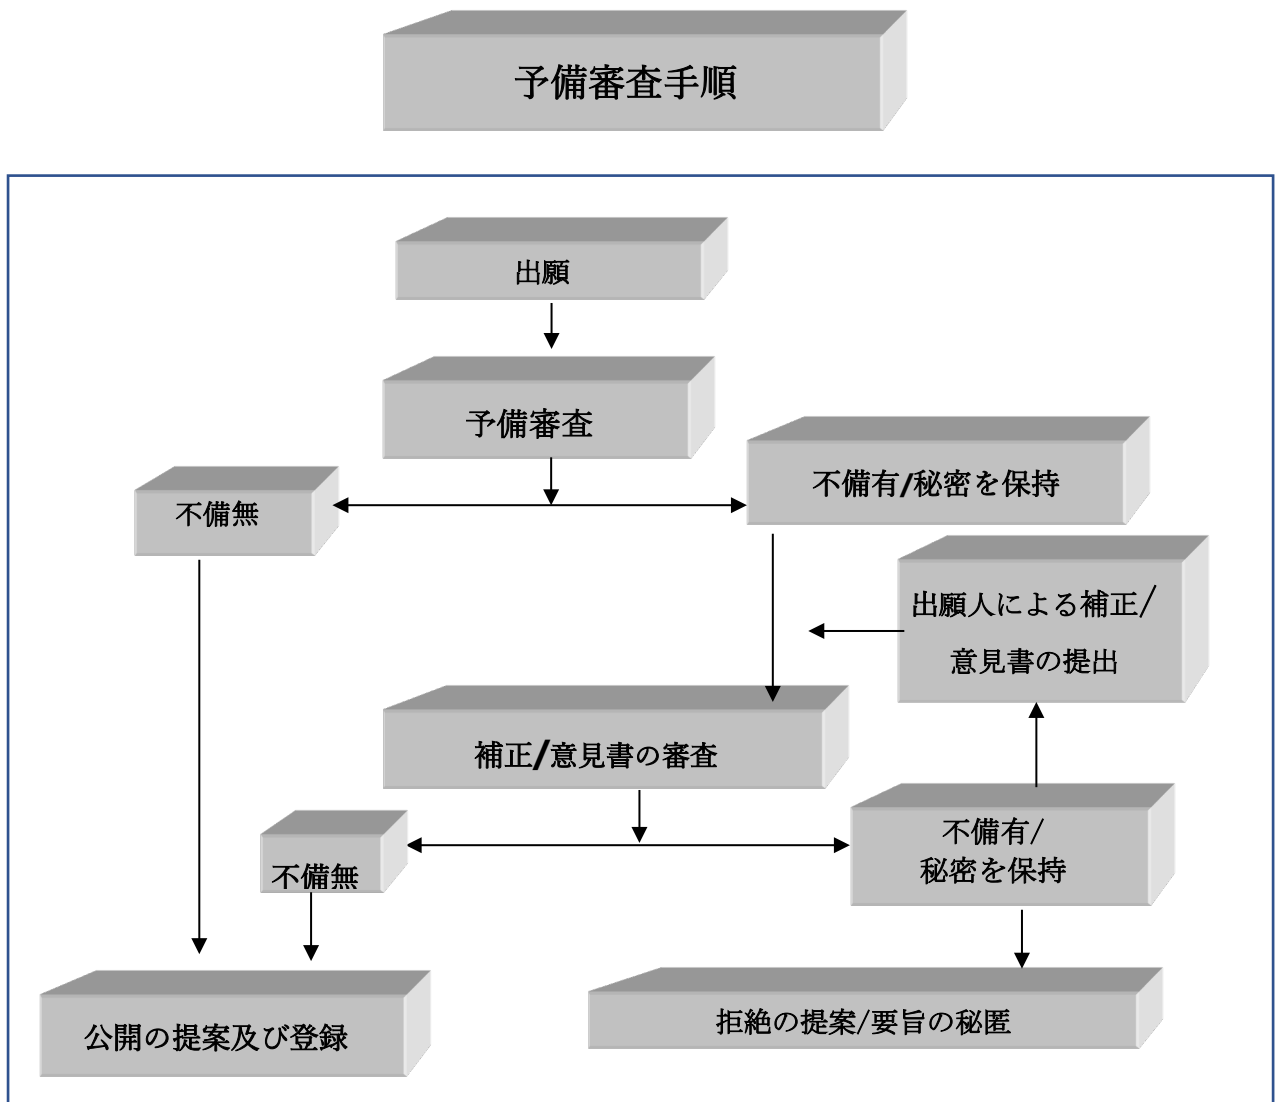 予備審査手順
出願
予備審査
不備有/秘密を保持
不備無
出願人による補正/
意見書の提出
補正/意見書の審査
不備有/
秘密を保持
不備無
公開の提案及び登録
拒絶の提案/要旨の秘匿